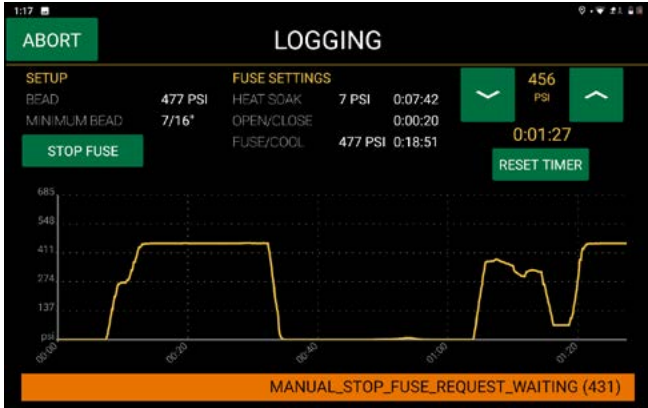 1:17
ABORT
LOGGING
SETUP
BEAD 477 PSI
MINIMUM BEAD 7/16"
STOP FUSE
FUSE SETTINGS
HEAT SOAK 7 PSI 0:07:42
OPEN/CLOSE 0:00:20
FUSE/COOL 477 PSI 0:18:51
456
PSI
0:01:27
RESET TIMER
685
548
411
274
137
psi
00:00 00:20 00:40 01:00 01:20
MANUAL_STOP_FUSE_REQUEST_WAITING (431)